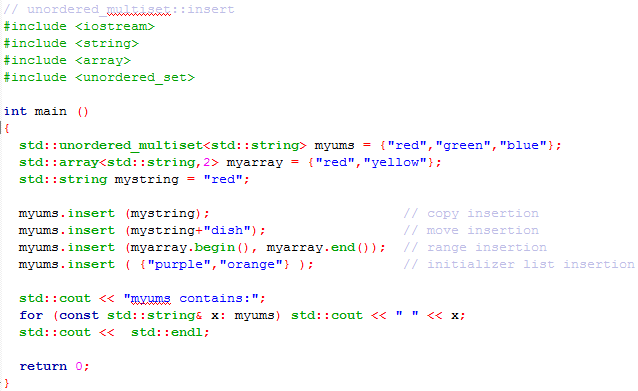 // unordered_multiset::insert
#include <iostream>
#include <string>
#include <array>
#include <unordered_set>
int main ()
{
std::unordered_multiset<std::string> myums = {"red","green","blue"};
std::array<std::string,2> myarray = {"red","yellow"};
std::string mystring = "red";
myums.insert (mystring); // copy insertion
myums.insert (mystring+"dish"); // move insertion
myums.insert (myarray.begin(), myarray.end()); // range insertion
myums.insert ( {"purple","orange"} ); // initializer list insertion
std::cout << "myums contains:";
for (const std::string& x: myums) std::cout << " " << x;
std::cout <<  std::endl;
return 0;
}